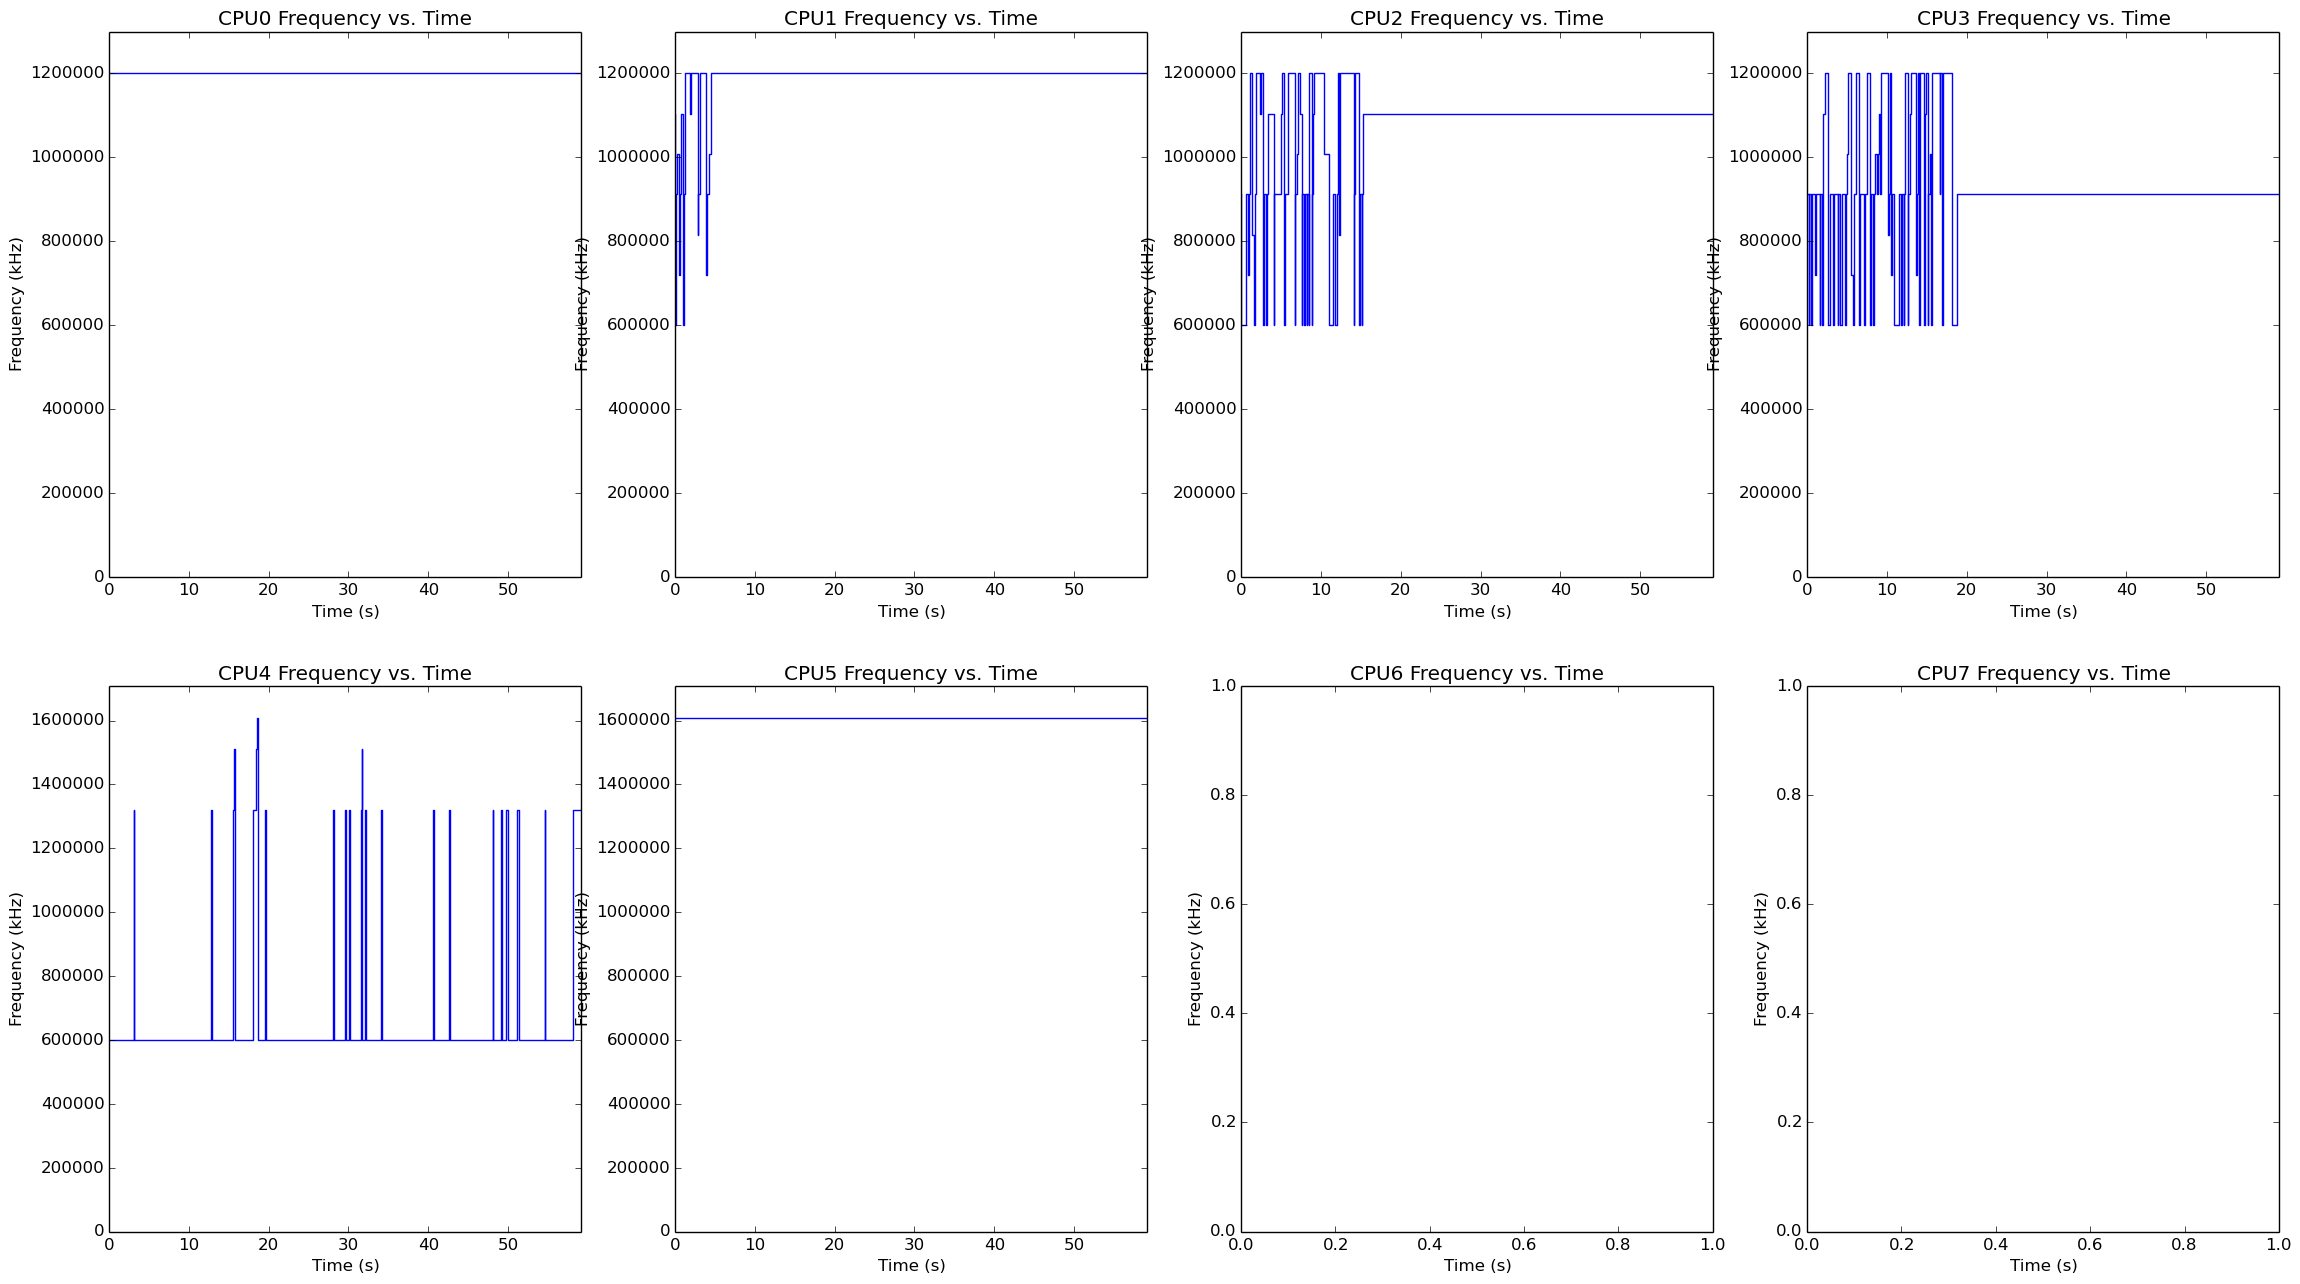 CPU0 Frequency vs. Time
1200000
1000000
800000
600000
400000
200000
0
Frequency (kHz)
0 10 20 30 40 50
Time (s)
CPU1 Frequency vs. Time
1200000
1000000
800000
600000
400000
200000
0
Frequency (kHz)
0 10 20 30 40 50
Time (s)
CPU2 Frequency vs. Time
1200000
1000000
800000
600000
400000
200000
0
Frequency (kHz)
0 10 20 30 40 50
Time (s)
CPU3 Frequency vs. Time
1200000
1000000
800000
600000
400000
200000
0
Frequency (kHz)
0 10 20 30 40 50
Time (s)
CPU4 Frequency vs. Time
1600000
1400000
1200000
1000000
800000
600000
400000
200000
0
Frequency (kHz)
0 10 20 30 40 50
Time (s)
CPU5 Frequency vs. Time
1600000
1400000
1200000
1000000
800000
600000
400000
200000
0
Frequency (kHz)
0 10 20 30 40 50
Time (s)
CPU6 Frequency vs. Time
1.0
0.8
0.6
0.4
0.2
0.0
Frequency (kHz)
0.0 0.2 0.4 0.6 0.8 1.0
Time (s)
CPU7 Frequency vs. Time
1.0
0.8
0.6
0.4
0.2
0.0
Frequency (kHz)
0.0 0.2 0.4 0.6 0.8 1.0
Time (s)